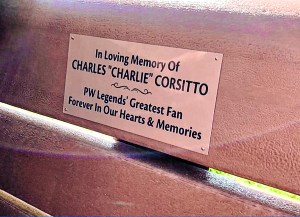 In Loving Memory Of
CHARLES "CHARLIE" CORSITTO
PW Legends' Greatest Fan
Forever In Our Hearts & Memories